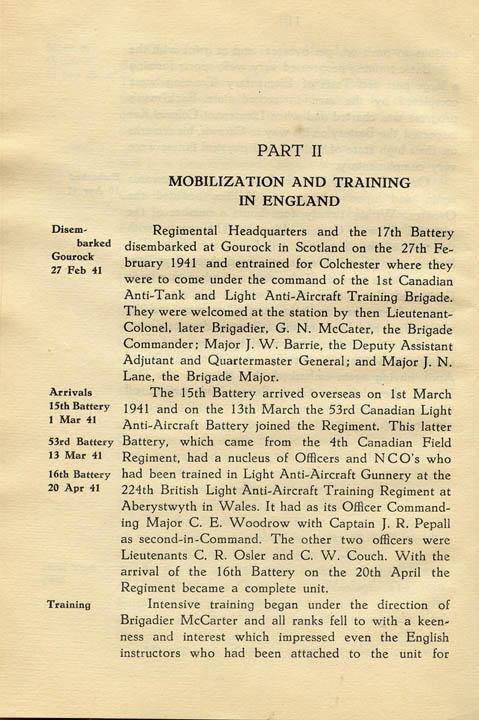 PART II
MOBILIZATION AND TRAINING
IN ENGLAND
Disem-
barked
Gourock
27 Feb 41
Regimental Headquarters and the 17th Battery
disembarked at Gourock in Scotland on the 27th Fe-
bruary 1941 and entrained for Colchester where they
were to come under the command of the 1st Canadian
Anti-Tank and Light Anti-Aircraft Training Brigade.
They were welcomed at the station by then Lieutenant-
Colonel, later Brigadier, G. N. McCater, the Brigade
Commander; Major J. W. Barrie, the Deputy Assistant
Adjutant and Quartermaster General; and Major J. N.
Lane, the Brigade Major.
Arrivals
15th Battery
1 Mar 41
53rd Battery
13 Mar 41
16th Battery
20 Apr 41
The 15th Battery arrived overseas on 1st March
1941 and on the 13th March the 53rd Canadian Light
Anti-Aircraft Battery joined the Regiment. This latter
Battery, which came from the 4th Canadian Field
Regiment, had a nucleus of Officers and NCO's who
had been trained in Light Anti-Aircraft Gunnery at the
224th British Light Anti-Aircraft Training Regiment at
Aberystwyth in Wales. It had as its Officer Command-
ing Major C. E. Woodrow with Captain J. R. Pepall
as second-in-Command. The other two officers were
Lieutenants C. R. Osler and C. W. Couch. With the
arrival of the 16th Battery on the 20th April the
Regiment became a complete unit.
Training
Intensive training began under the direction of
Brigadier McCarter and all ranks fell to with a keen-
ness and interest which impressed even the English
instructors who had been attached to the unit for